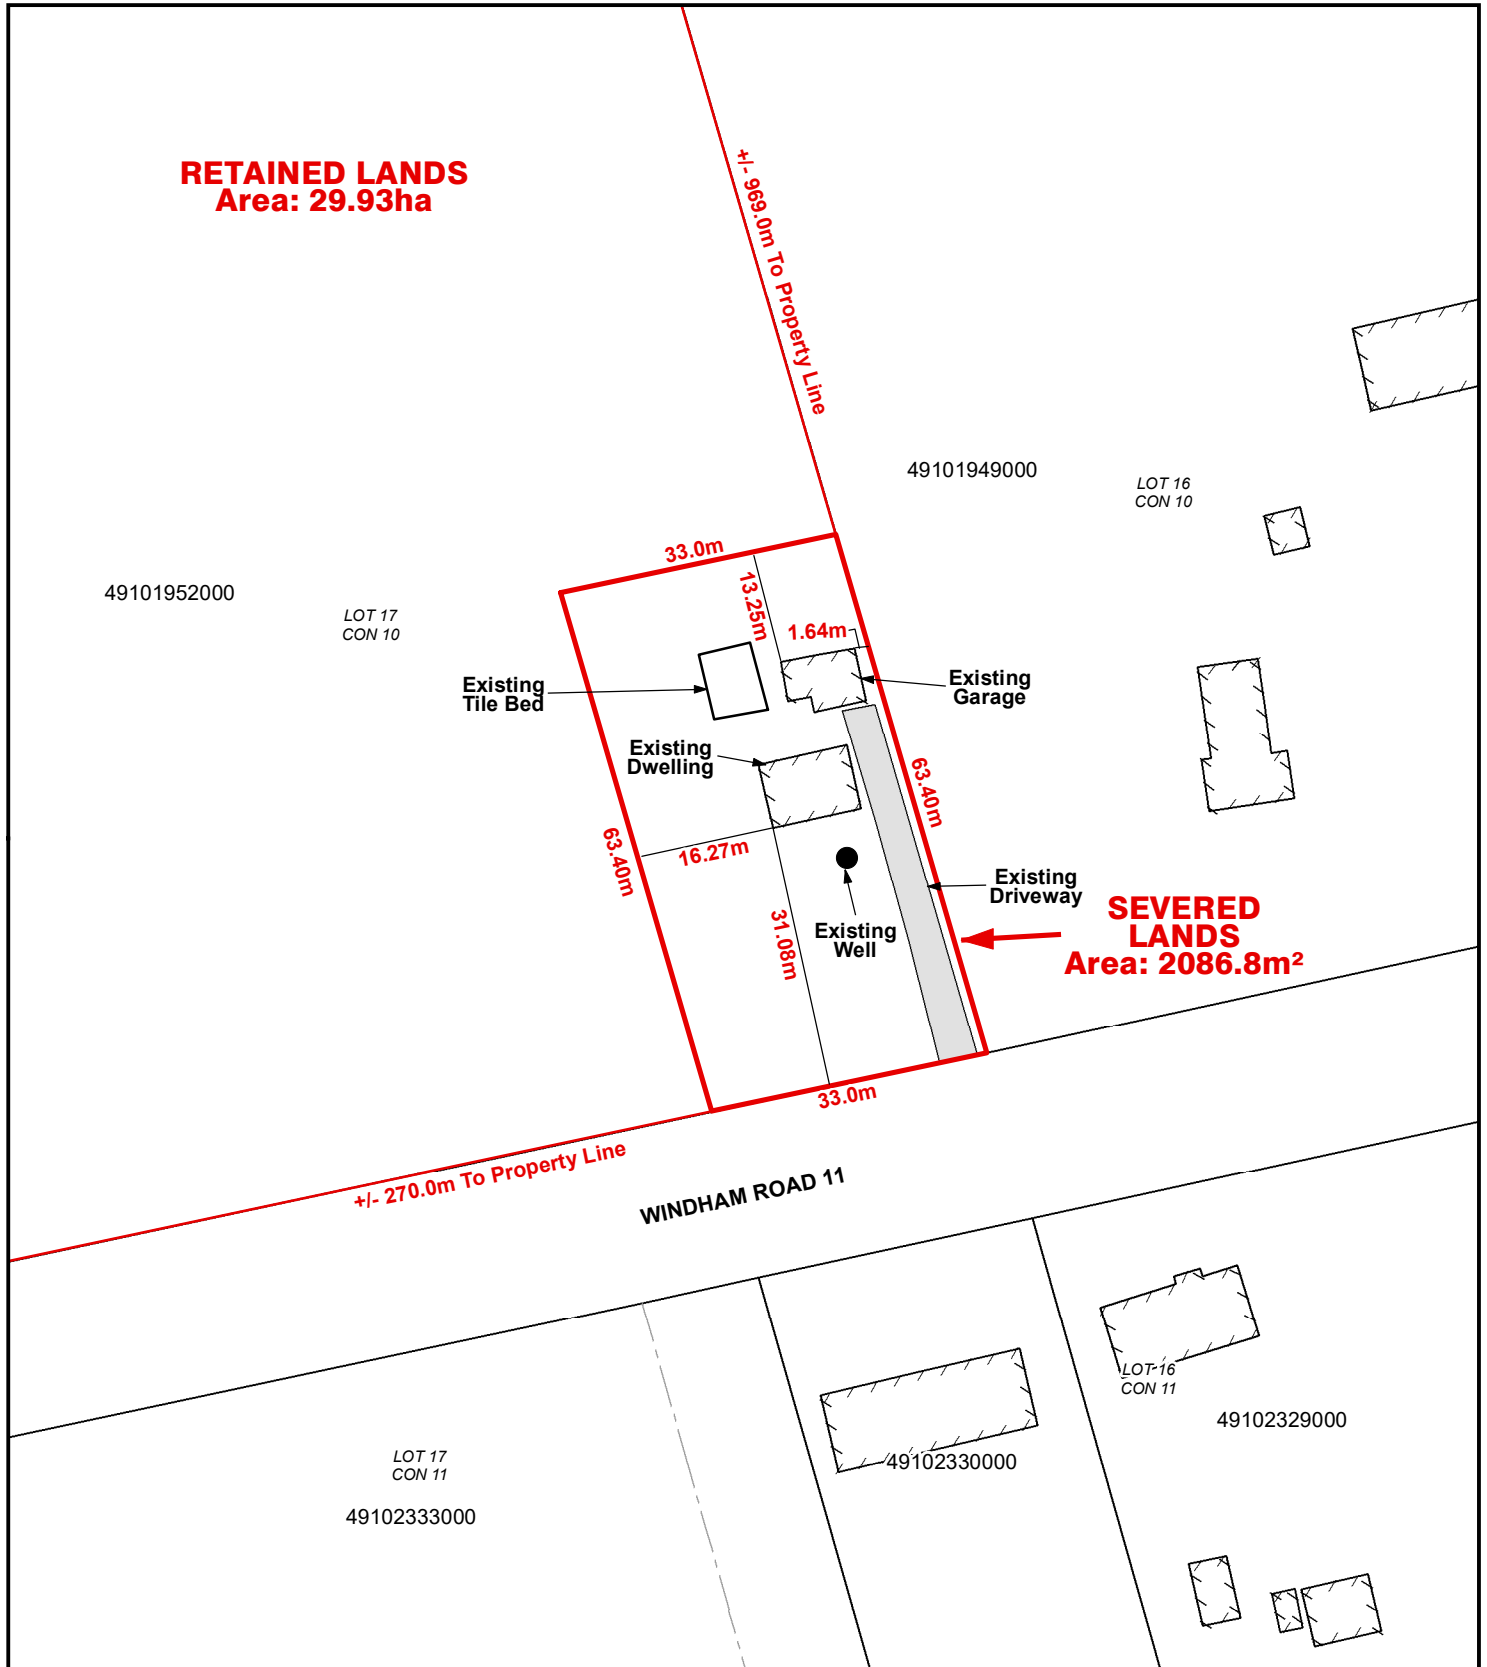 RETAINED LANDS
Area: 29.93ha
+/- 969.0m To Property Line
49101949000
LOT 16
CON 10
33.0m
49101952000
LOT 17
CON 10
13.25m
1.64m
Existing
Tile Bed
Existing
Garage
Existing
Dwelling
63.40m
63.40m
16.27m
Existing
Driveway
SEVERED
LANDS
Area: 2086.8m²
31.08m
Existing
Well
33.0m
+/- 270.0m To Property Line
WINDHAM ROAD 11
LOT 16
CON 11
49102329000
LOT 17
CON 11
49102330000
49102333000